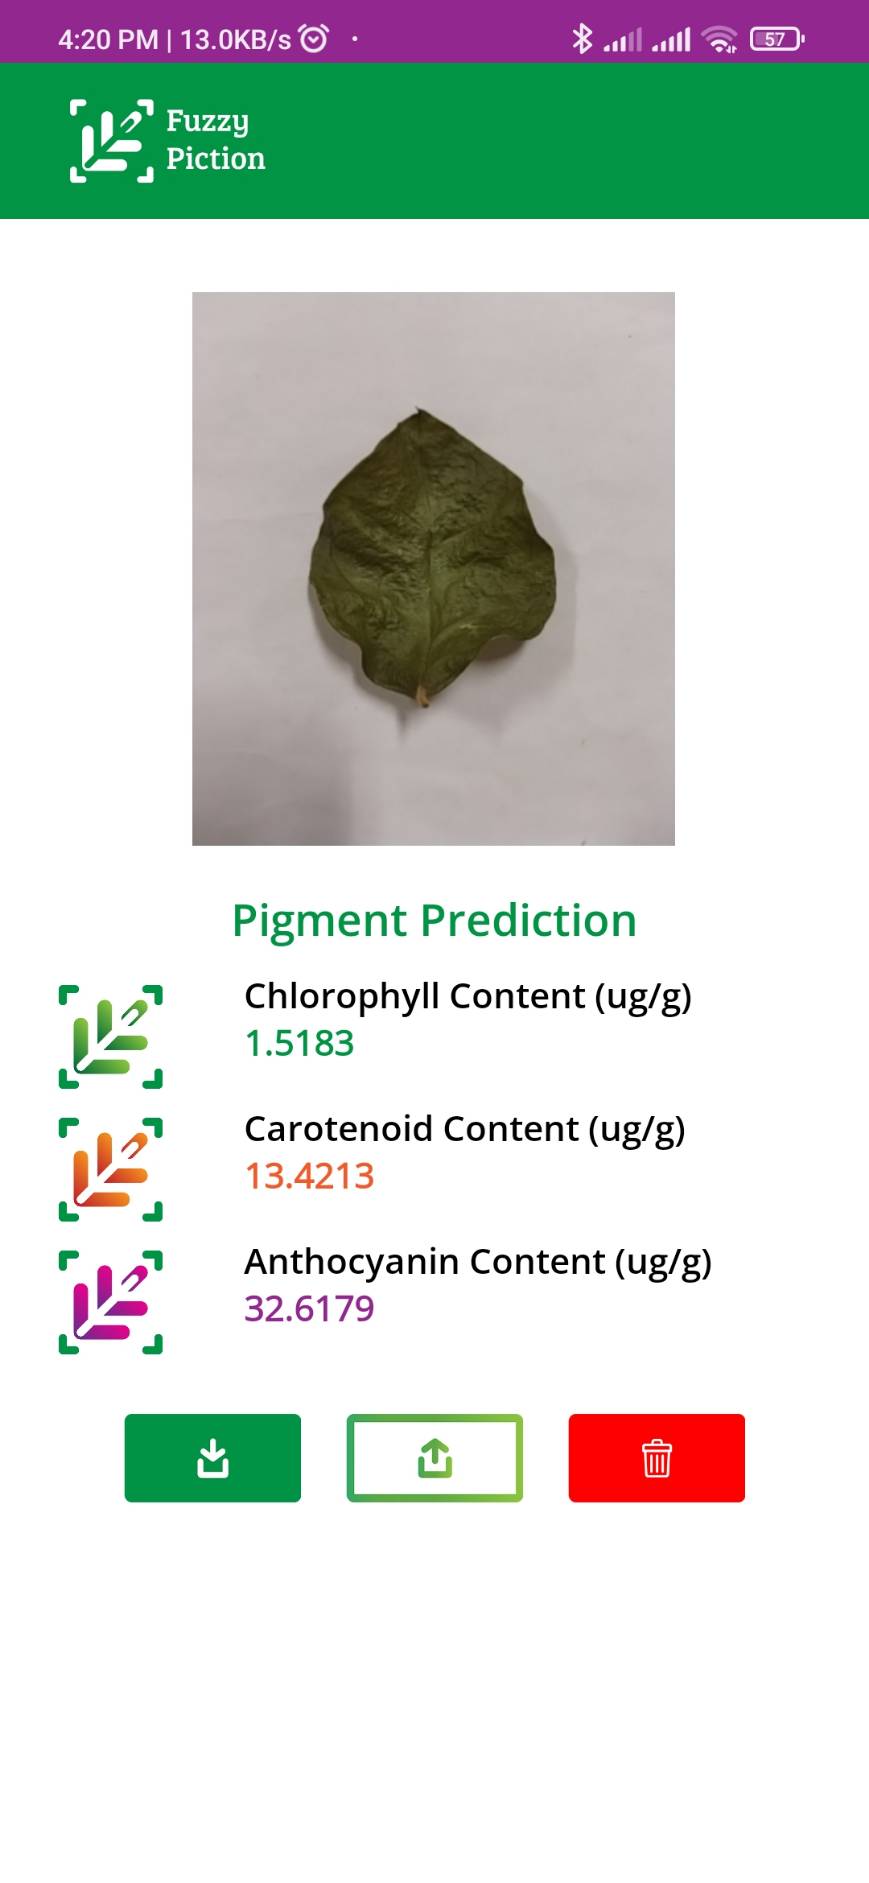 4:20 PM | 13.0KB/s
57
Fuzzy
Piction
Pigment Prediction
Chlorophyll Content (ug/g)
1.5183
Carotenoid Content (ug/g)
13.4213
Anthocyanin Content (ug/g)
32.6179